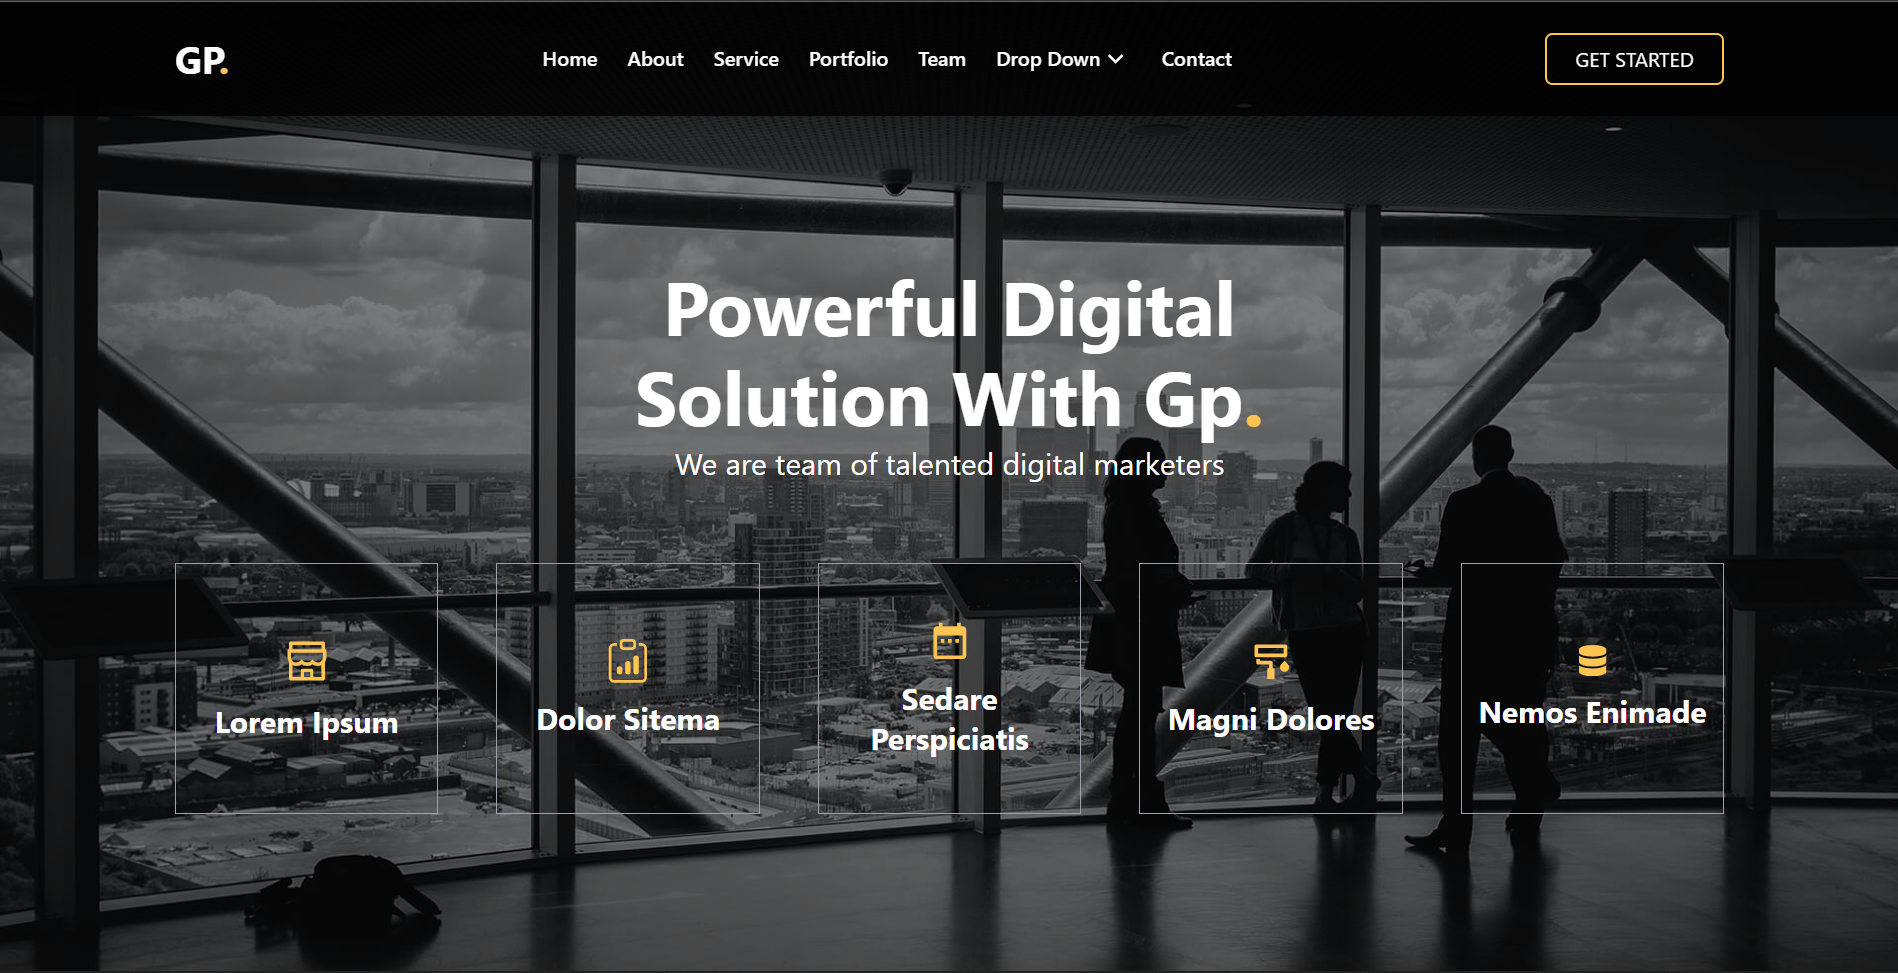 GP.
Home About Service Portfolio Team Drop Down Contact
GET STARTED
Powerful Digital
Solution With Gp.
We are team of talented digital marketers
Lorem Ipsum
Dolor Sitema
Sedare
Perspiciatis
Magni Dolores
Nemos Enimade